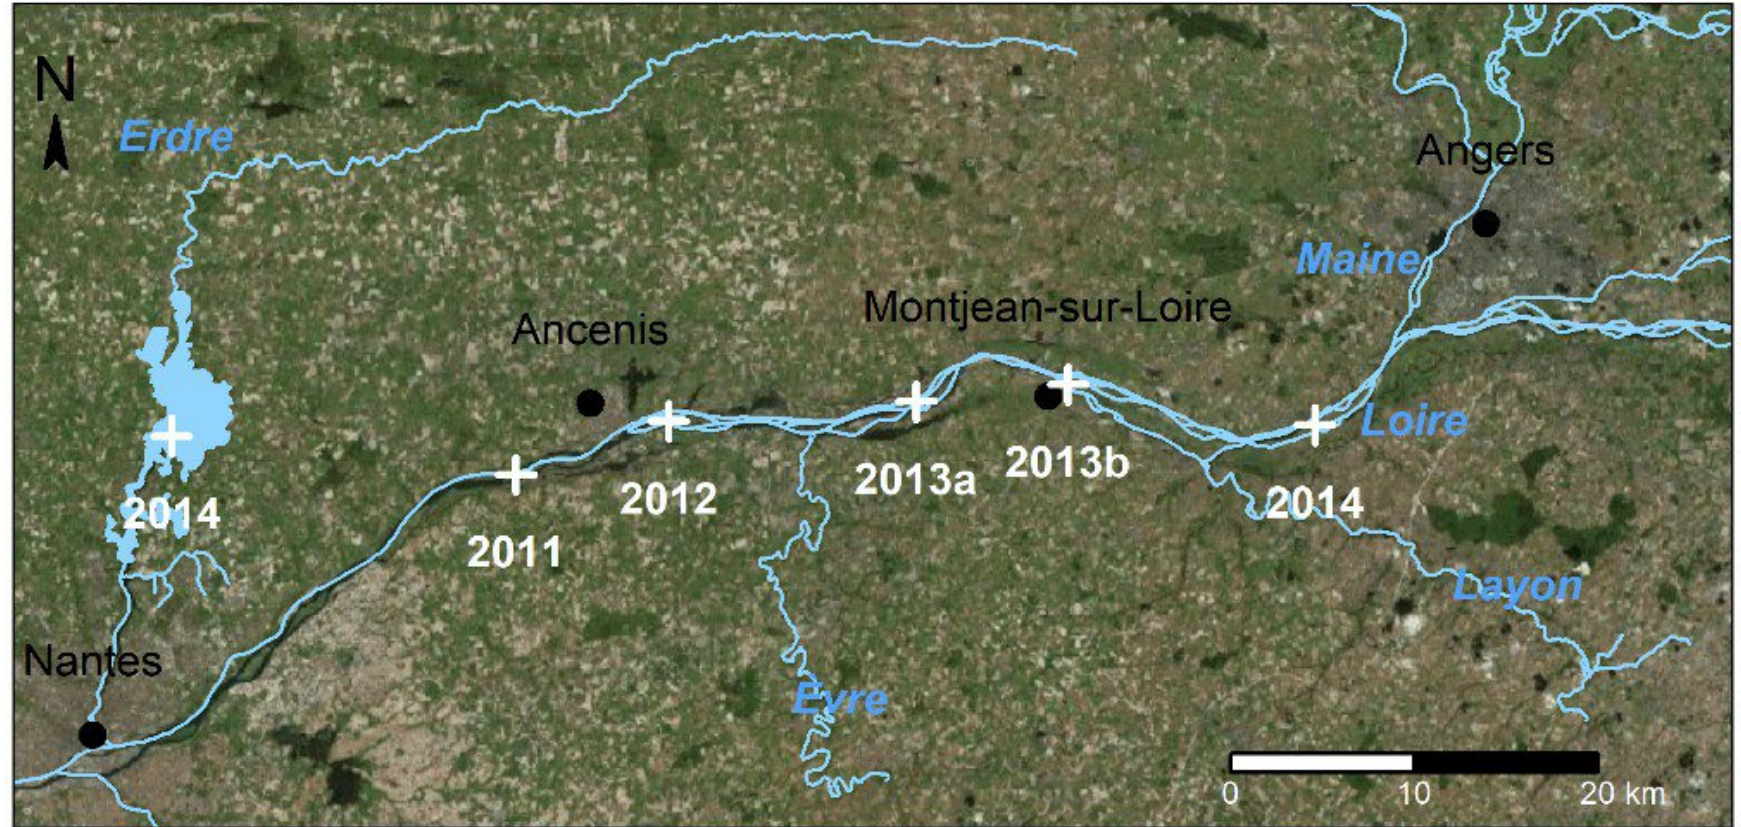 N
Erdre
Angers
Maine
Montjean-sur-Loire
Ancenis
Loire
2013b
2013a
2012
2014
2014
2011
Layon
Nantes
Evre
0 10 20 km